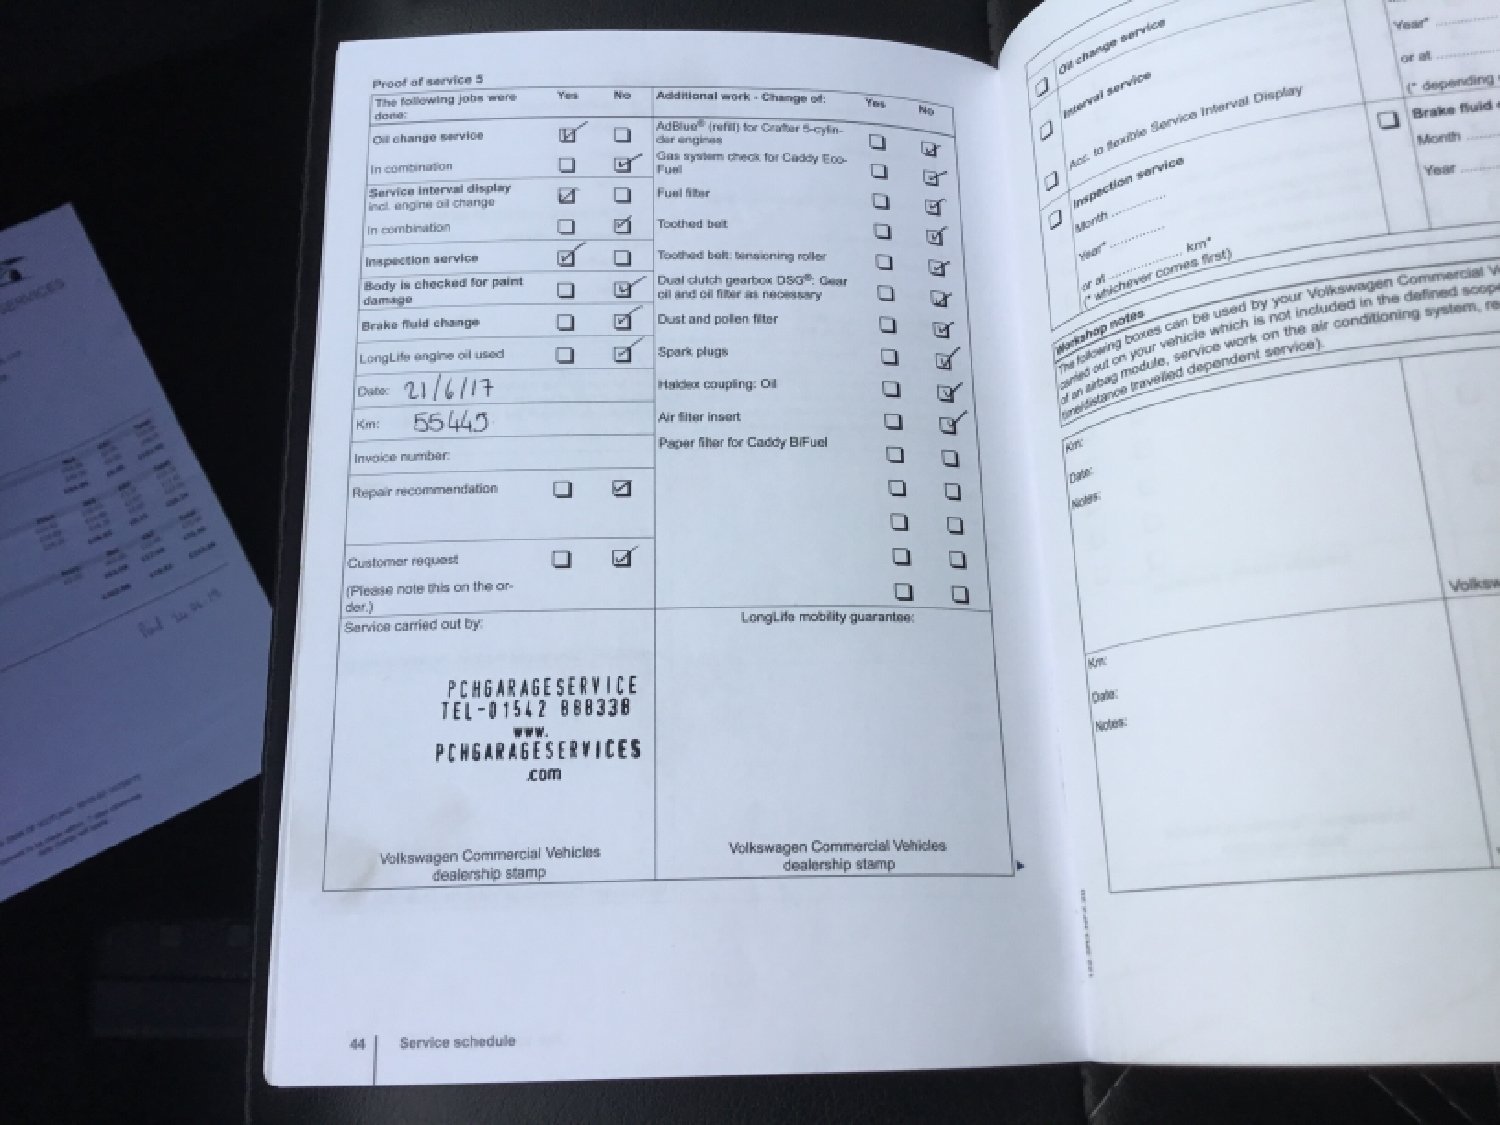 Proof of service 5
The following jobs were
done:
Yes No
Oil change service
In combination
Service interval display
incl. engine oil change
In combination
Inspection service
Body is checked for paint
damage
Brake fluid change
LongLife engine oil used
Date: 21/6/17
Km: 55449
Invoice number:
Repair recommendation
Customer request
(Please note this on the or-
der.)
Service carried out by:
PCHGARAGESERVICE
TEL-01542 888338
www.
PCHGARAGESERVICES
.com
Volkswagen Commercial Vehicles
dealership stamp
Additional work - Change of:
Yes No
AdBlue® (refill) for Crafter 5-cylin-
der engines
Gas system check for Caddy Eco-
Fuel
Fuel filter
Toothed belt
Toothed belt: tensioning roller
Dual clutch gearbox DSG®: Gear
oil and oil filter as necessary
Dust and pollen filter
Spark plugs
Haldex coupling: Oil
Air filter insert
Paper filter for Caddy BiFuel
LongLife mobility guarantee:
Volkswagen Commercial Vehicles
dealership stamp
44 Service schedule
Oil change service
Interval service
Acc. to flexible Service Interval Display
Inspection service
Month
Year*
or at km*
(* whichever comes first)
Year*
or at
(* depending
Brake fluid
Month
Year
Workshop notes
The following boxes can be used by your Volkswagen Commercial
carried out on your vehicle which is not included in the defined
of an airbag module, service work on the air conditioning system,
time/distance travelled dependent service).
Km:
Date:
Notes:
Km:
Date:
Notes: